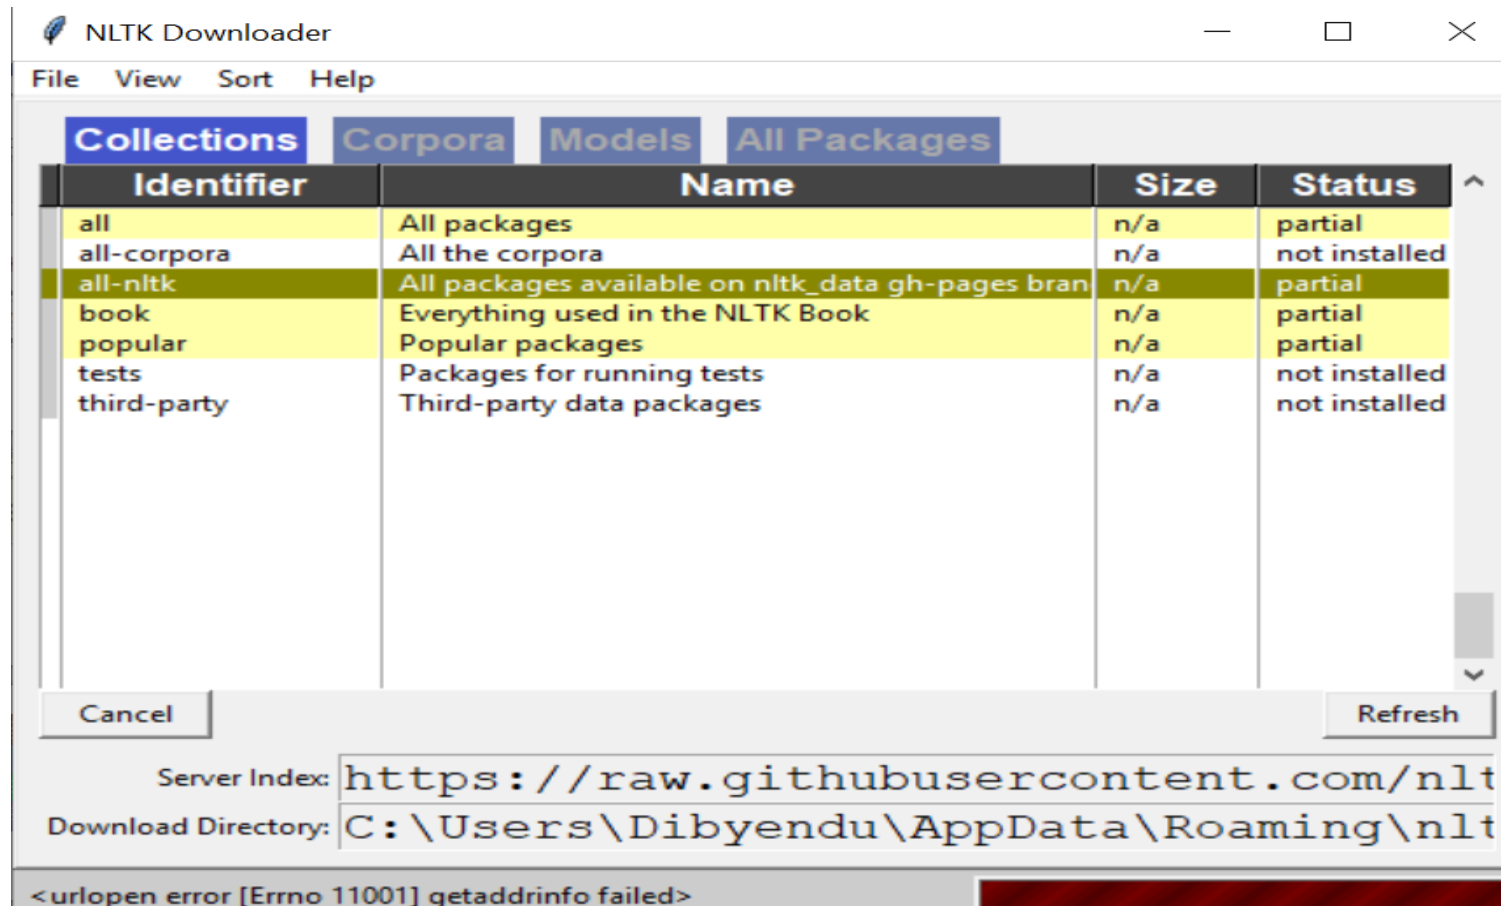 NLTK Downloader
File View Sort Help
Collections Corpora Models All Packages
Identifier Name Size Status
all All packages n/a partial
all-corpora All the corpora n/a not installed
all-nltk All packages available on nltk_data gh-pages bran n/a partial
book Everything used in the NLTK Book n/a partial
popular Popular packages n/a partial
tests Packages for running tests n/a not installed
third-party Third-party data packages n/a not installed
Cancel Refresh
Server Index: https://raw.githubusercontent.com/nlt
Download Directory: C:\Users\Dibyendu\AppData\Roaming\nlt
<urlopen error [Errno 11001] getaddrinfo failed>